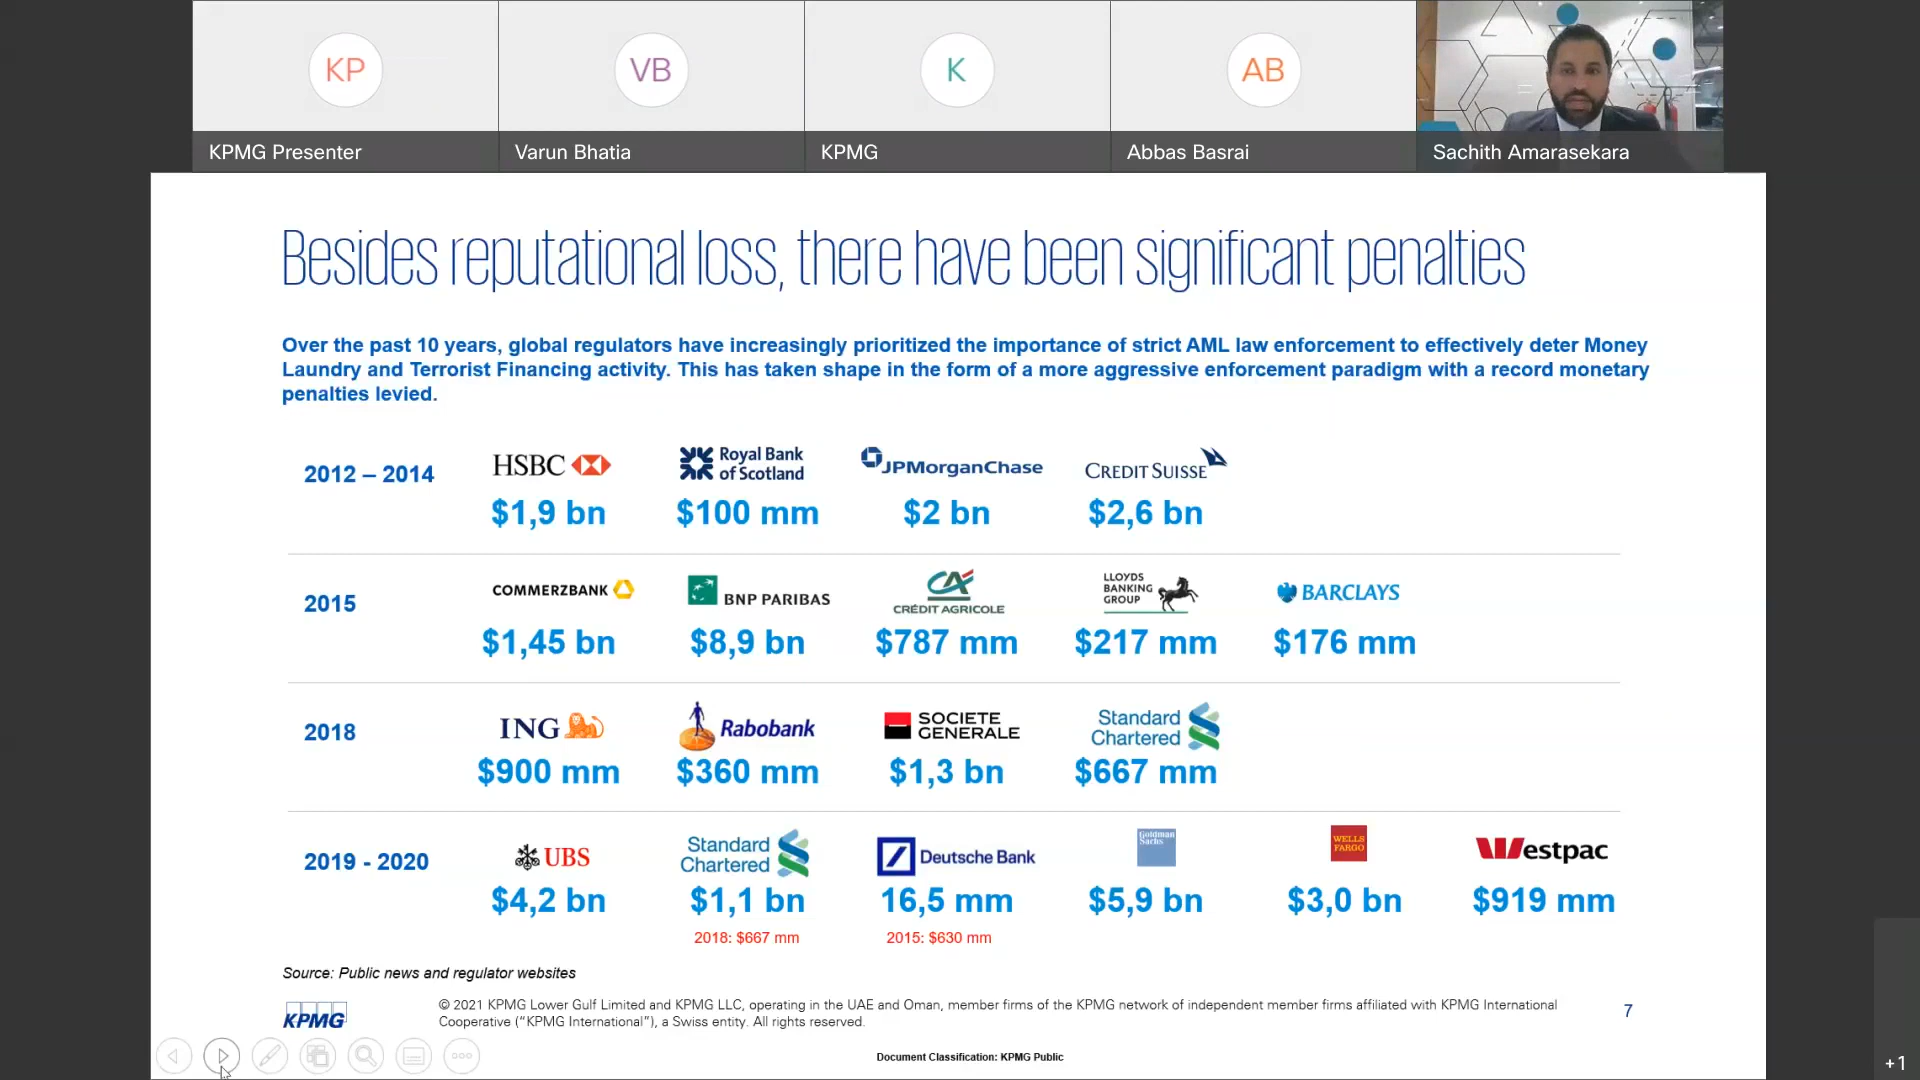 KP
VB
K
AB
KPMG Presenter
Varun Bhatia
KPMG
Abbas Basrai
Sachith Amarasekara
Besides reputational loss, there have been significant penalties
Over the past 10 years, global regulators have increasingly prioritized the importance of strict AML law enforcement to effectively deter Money
Laundry and Terrorist Financing activity. This has taken shape in the form of a more aggressive enforcement paradigm with a record monetary
penalties levied.
2012 – 2014
HSBC
Royal Bank
of Scotland
JPMorganChase
CREDIT SUISSE
$1,9 bn
$100 mm
$2 bn
$2,6 bn
2015
COMMERZBANK
BNP PARIBAS
CA
CRÉDIT AGRICOLE
LLOYDS
BANKING
GROUP
BARCLAYS
$1,45 bn
$8,9 bn
$787 mm
$217 mm
$176 mm
2018
ING
Rabobank
SOCIETE
GENERALE
Standard
Chartered
$900 mm
$360 mm
$1,3 bn
$667 mm
2019 - 2020
UBS
Standard
Chartered
Deutsche Bank
Goldman
Sachs
WELLS
FARGO
Westpac
$4,2 bn
$1,1 bn
16,5 mm
$5,9 bn
$3,0 bn
$919 mm
2018: $667 mm
2015: $630 mm
Source: Public news and regulator websites
KPMG
© 2021 KPMG Lower Gulf Limited and KPMG LLC, operating in the UAE and Oman, member firms of the KPMG network of independent member firms affiliated with KPMG International
Cooperative (“KPMG International”), a Swiss entity. All rights reserved.
7
Document Classification: KPMG Public
+1